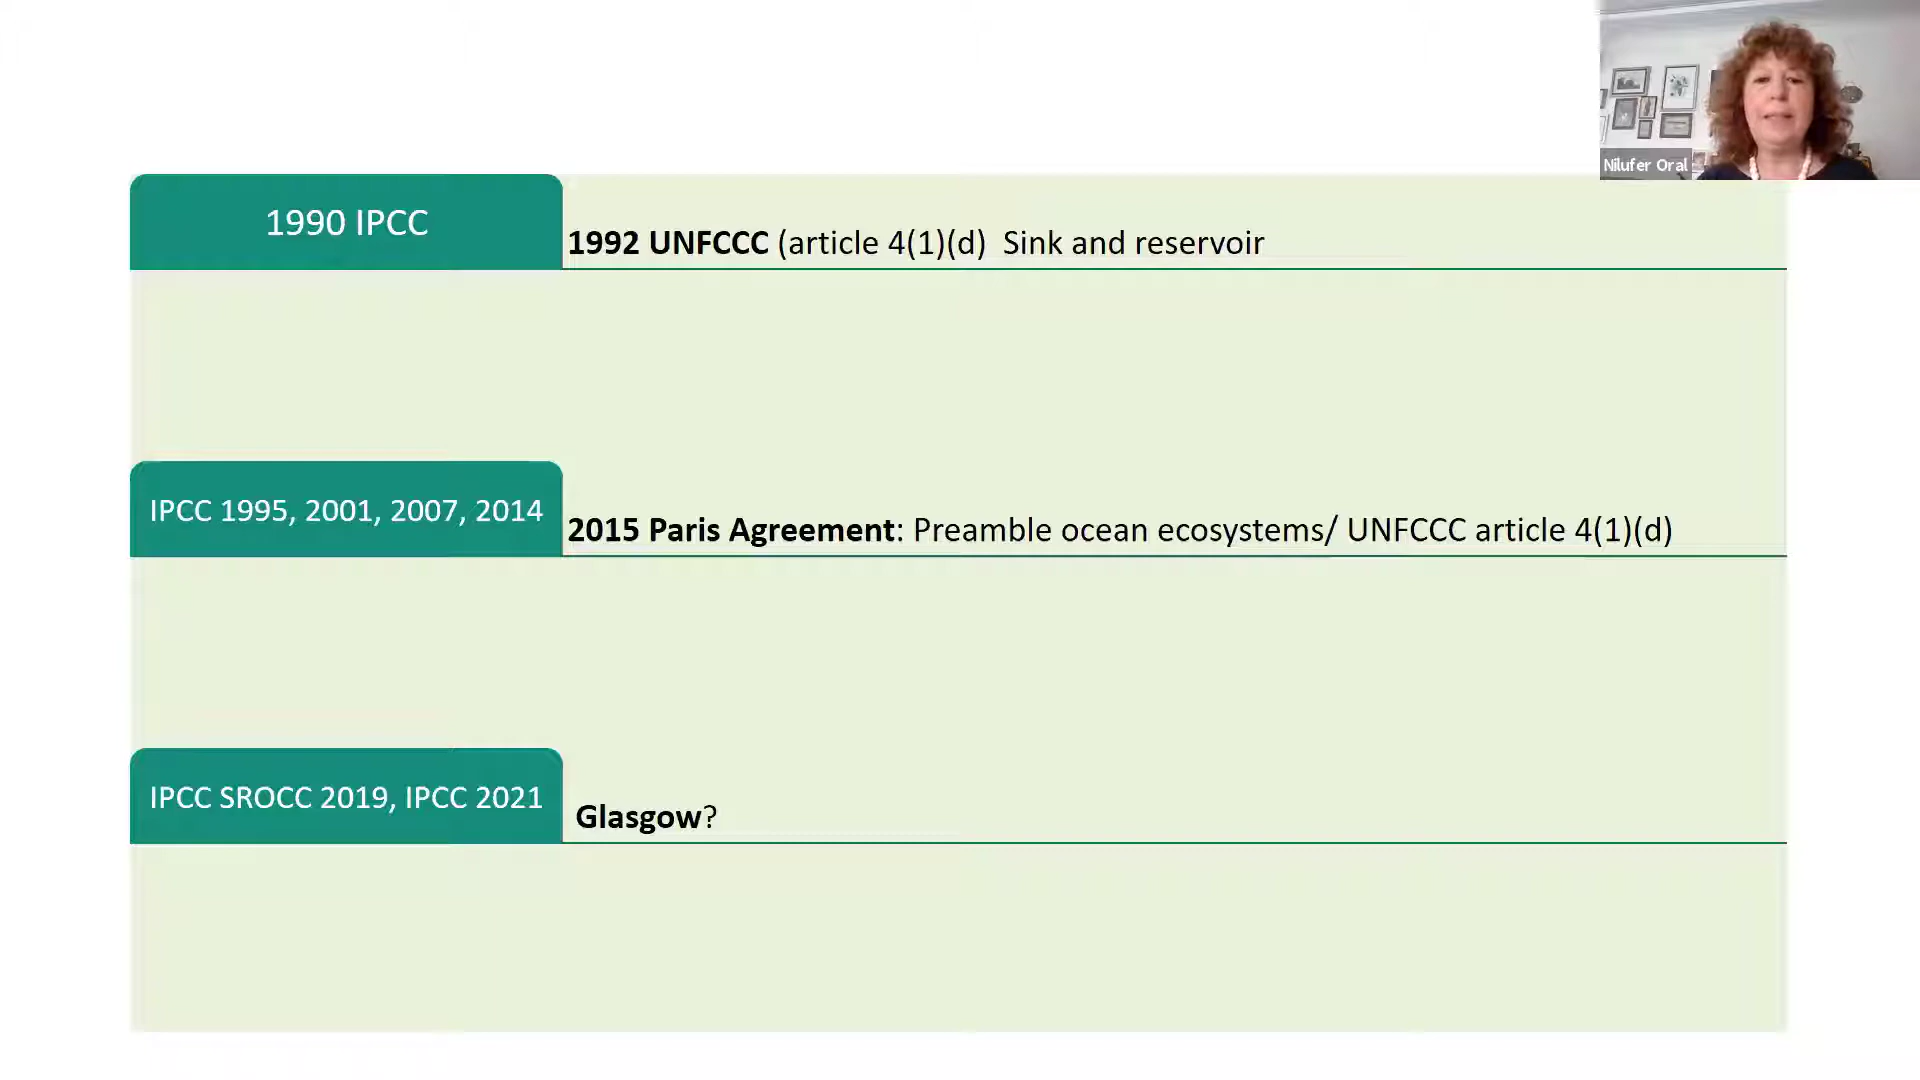 Nilufer Oral
1990 IPCC
1992 UNFCCC (article 4(1)(d)  Sink and reservoir
IPCC 1995, 2001, 2007, 2014
2015 Paris Agreement: Preamble ocean ecosystems/ UNFCCC article 4(1)(d)
IPCC SROCC 2019, IPCC 2021
Glasgow?